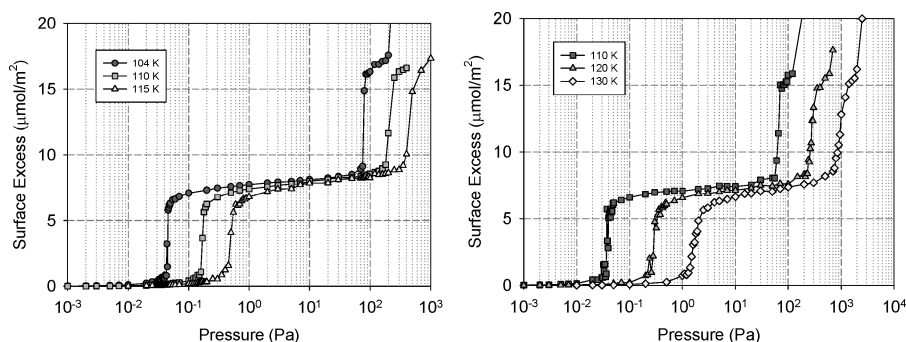 Surface Excess (μmol/m²)
20
15
10
5
0
104 K
110 K
115 K
10⁻³ 10⁻² 10⁻¹ 10⁰ 10¹ 10² 10³
Pressure (Pa)
Surface Excess (μmol/m²)
20
15
10
5
0
110 K
120 K
130 K
10⁻³ 10⁻² 10⁻¹ 10⁰ 10¹ 10² 10³ 10⁴
Pressure (Pa)